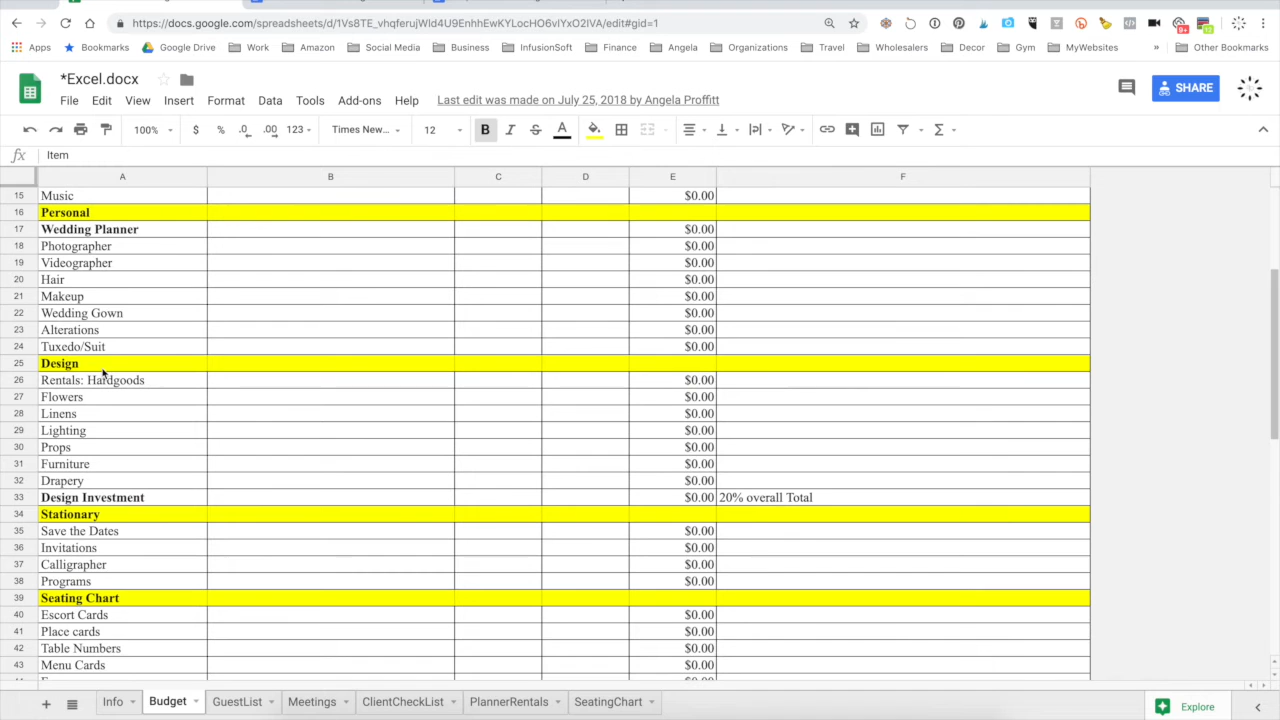 https://docs.google.com/spreadsheets/d/1Vs8TE_vhqferujWId4U9EnhhEwKYLocHO6vIYxO2IVA/edit#gid=1
Apps Bookmarks Google Drive Work Amazon Social Media Business InfusionSoft Finance Angela Organizations Travel Wholesalers Decor Gym MyWebsites » Other Bookmarks
*Excel.docx
File Edit View Insert Format Data Tools Add-ons Help Last edit was made on July 25, 2018 by Angela Proffitt
SHARE
100% $ % .0 .00 123 Times New... 12 B I S A
fx Item
A B C D E F
15 Music $0.00
16 Personal
17 Wedding Planner $0.00
18 Photographer $0.00
19 Videographer $0.00
20 Hair $0.00
21 Makeup $0.00
22 Wedding Gown $0.00
23 Alterations $0.00
24 Tuxedo/Suit $0.00
25 Design
26 Rentals: Hardgoods $0.00
27 Flowers $0.00
28 Linens $0.00
29 Lighting $0.00
30 Props $0.00
31 Furniture $0.00
32 Drapery $0.00
33 Design Investment $0.00 20% overall Total
34 Stationary
35 Save the Dates $0.00
36 Invitations $0.00
37 Calligrapher $0.00
38 Programs $0.00
39 Seating Chart
40 Escort Cards $0.00
41 Place cards $0.00
42 Table Numbers $0.00
43 Menu Cards $0.00
Info Budget GuestList Meetings ClientCheckList PlannerRentals SeatingChart Explore